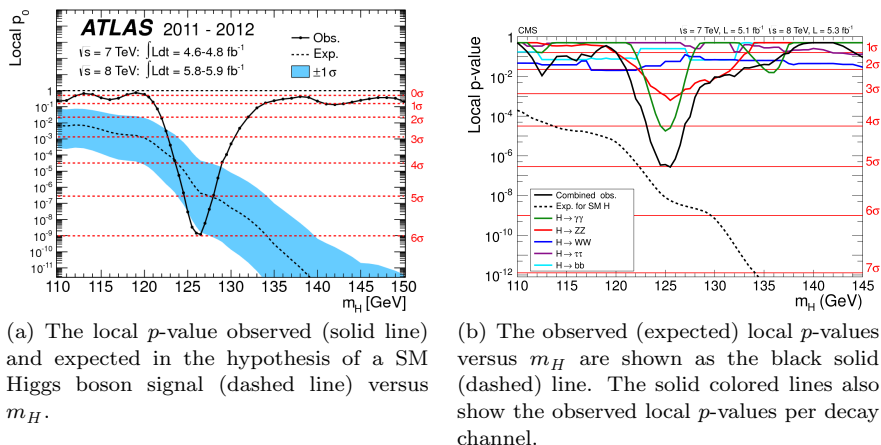 ATLAS 2011 - 2012
√s = 7 TeV: ∫Ldt = 4.6-4.8 fb⁻¹
√s = 8 TeV: ∫Ldt = 5.8-5.9 fb⁻¹
Obs.
Exp.
±1σ
Local p₀
1
10⁻¹
10⁻²
10⁻³
10⁻⁴
10⁻⁵
10⁻⁶
10⁻⁷
10⁻⁸
10⁻⁹
10⁻¹⁰
10⁻¹¹
0σ
1σ
2σ
3σ
4σ
5σ
6σ
110 115 120 125 130 135 140 145 150
m_H [GeV]
CMS
√s = 7 TeV, L = 5.1 fb⁻¹ √s = 8 TeV, L = 5.3 fb⁻¹
Local p-value
1
10⁻²
10⁻⁴
10⁻⁶
10⁻⁸
10⁻¹⁰
10⁻¹²
1σ
2σ
3σ
4σ
5σ
6σ
7σ
Combined obs.
Exp. for SM H
H → γγ
H → ZZ
H → WW
H → ττ
H → bb
110 115 120 125 130 135 140 145
m_H (GeV)
(a) The local p-value observed (solid line)
and expected in the hypothesis of a SM
Higgs boson signal (dashed line) versus
m_H.
(b) The observed (expected) local p-values
versus m_H are shown as the black solid
(dashed) line. The solid colored lines also
show the observed local p-values per decay
channel.